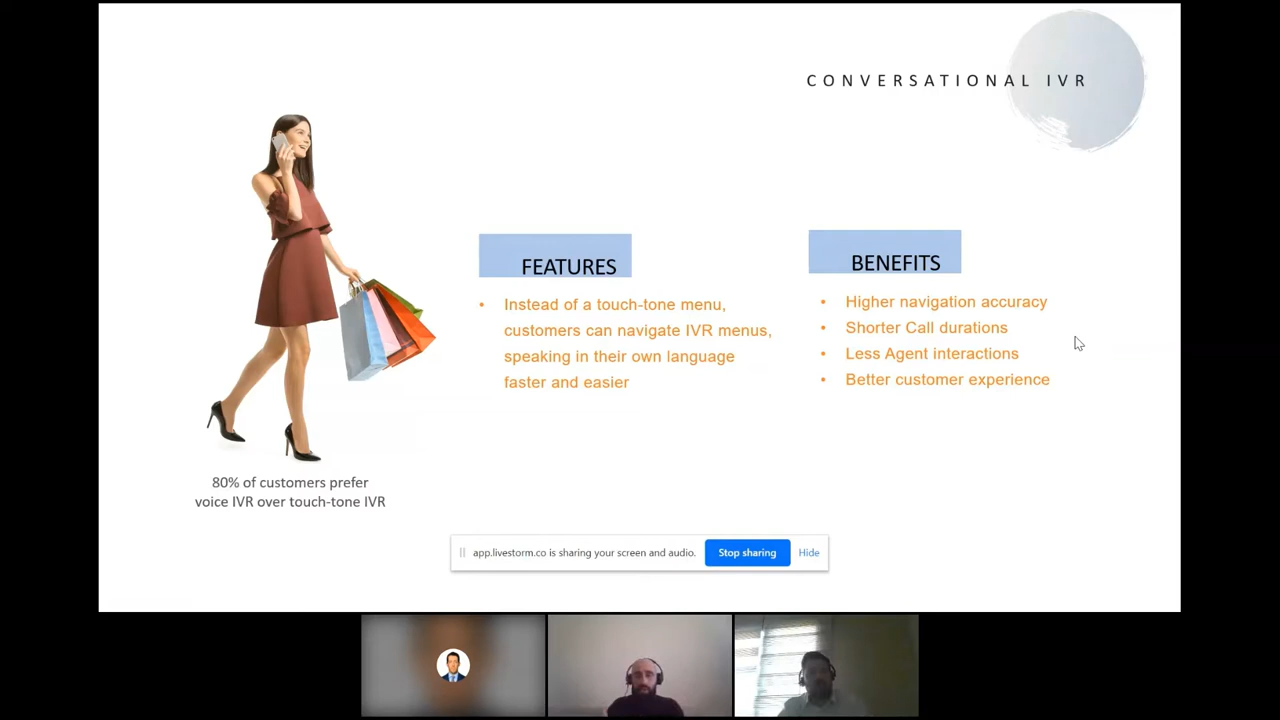 CONVERSATIONAL IVR
FEATURES
• Instead of a touch-tone menu,
customers can navigate IVR menus,
speaking in their own language
faster and easier
BENEFITS
• Higher navigation accuracy
• Shorter Call durations
• Less Agent interactions
• Better customer experience
80% of customers prefer
voice IVR over touch-tone IVR
app.livestorm.co is sharing your screen and audio.
Stop sharing
Hide